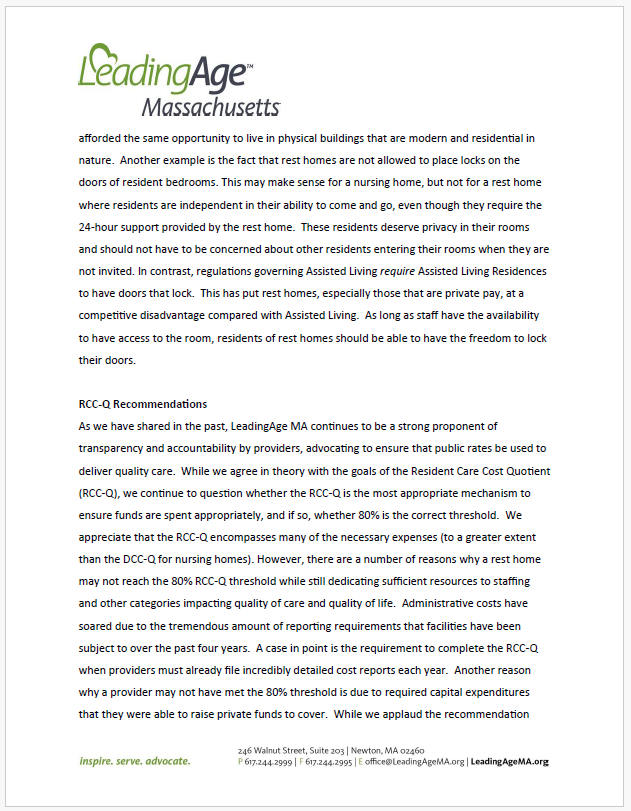 LeadingAge™
Massachusetts
afforded the same opportunity to live in physical buildings that are modern and residential in
nature.  Another example is the fact that rest homes are not allowed to place locks on the
doors of resident bedrooms. This may make sense for a nursing home, but not for a rest home
where residents are independent in their ability to come and go, even though they require the
24-hour support provided by the rest home.  These residents deserve privacy in their rooms
and should not have to be concerned about other residents entering their rooms when they are
not invited. In contrast, regulations governing Assisted Living require Assisted Living Residences
to have doors that lock.  This has put rest homes, especially those that are private pay, at a
competitive disadvantage compared with Assisted Living.  As long as staff have the availability
to have access to the room, residents of rest homes should be able to have the freedom to lock
their doors.
RCC-Q Recommendations
As we have shared in the past, LeadingAge MA continues to be a strong proponent of
transparency and accountability by providers, advocating to ensure that public rates be used to
deliver quality care.  While we agree in theory with the goals of the Resident Care Cost Quotient
(RCC-Q), we continue to question whether the RCC-Q is the most appropriate mechanism to
ensure funds are spent appropriately, and if so, whether 80% is the correct threshold.  We
appreciate that the RCC-Q encompasses many of the necessary expenses (to a greater extent
than the DCC-Q for nursing homes). However, there are a number of reasons why a rest home
may not reach the 80% RCC-Q threshold while still dedicating sufficient resources to staffing
and other categories impacting quality of care and quality of life.  Administrative costs have
soared due to the tremendous amount of reporting requirements that facilities have been
subject to over the past four years.  A case in point is the requirement to complete the RCC-Q
when providers must already file incredibly detailed cost reports each year.  Another reason
why a provider may not have met the 80% threshold is due to required capital expenditures
that they were able to raise private funds to cover.  While we applaud the recommendation
inspire. serve. advocate.
246 Walnut Street, Suite 203 | Newton, MA 02460
P 617.244.2999 | F 617.244.2995 | E office@LeadingAgeMA.org | LeadingAgeMA.org